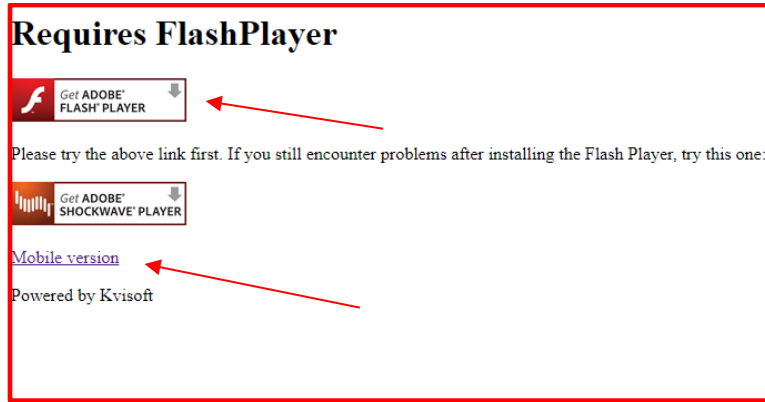 Requires FlashPlayer
Get ADOBE®
FLASH® PLAYER
Please try the above link first. If you still encounter problems after installing the Flash Player, try this one:
Get ADOBE®
SHOCKWAVE® PLAYER
Mobile version
Powered by Kvisoft